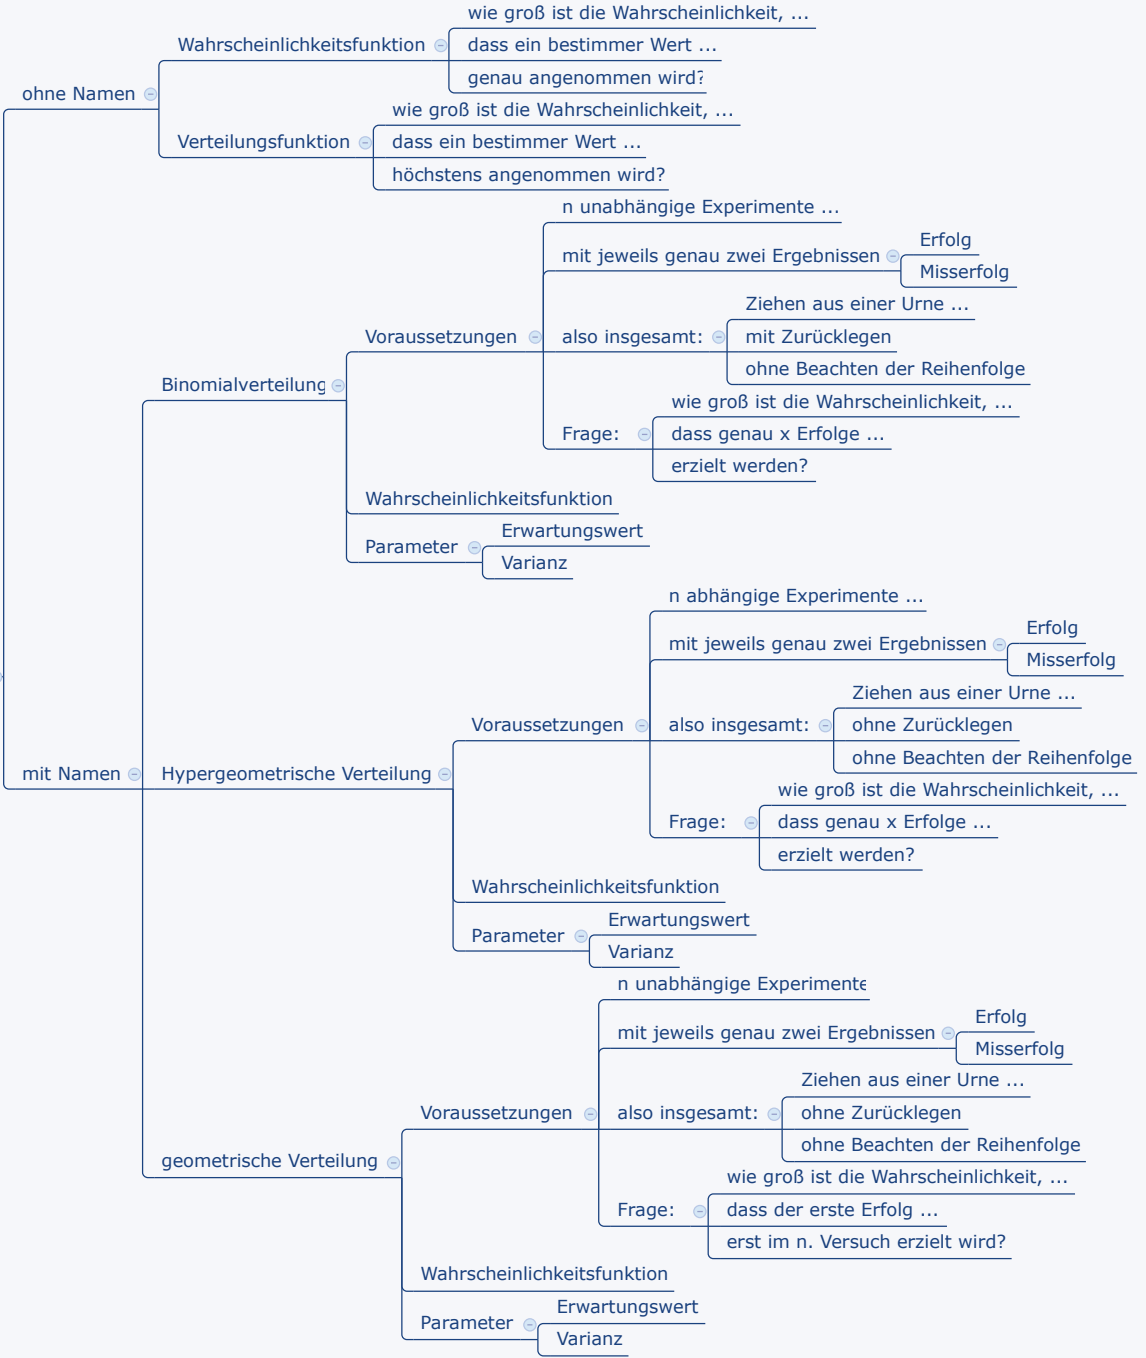 wie groß ist die Wahrscheinlichkeit, ...
Wahrscheinlichkeitsfunktion
dass ein bestimmer Wert ...
genau angenommen wird?
ohne Namen
wie groß ist die Wahrscheinlichkeit, ...
Verteilungsfunktion
dass ein bestimmer Wert ...
höchstens angenommen wird?
n unabhängige Experimente ...
Erfolg
mit jeweils genau zwei Ergebnissen
Misserfolg
Ziehen aus einer Urne ...
Voraussetzungen
also insgesamt:
mit Zurücklegen
ohne Beachten der Reihenfolge
Binomialverteilung
wie groß ist die Wahrscheinlichkeit, ...
Frage:
dass genau x Erfolge ...
erzielt werden?
Wahrscheinlichkeitsfunktion
Erwartungswert
Parameter
Varianz
n abhängige Experimente ...
Erfolg
mit jeweils genau zwei Ergebnissen
Misserfolg
Ziehen aus einer Urne ...
Voraussetzungen
also insgesamt:
ohne Zurücklegen
ohne Beachten der Reihenfolge
mit Namen
Hypergeometrische Verteilung
wie groß ist die Wahrscheinlichkeit, ...
Frage:
dass genau x Erfolge ...
erzielt werden?
Wahrscheinlichkeitsfunktion
Erwartungswert
Parameter
Varianz
n unabhängige Experimente
Erfolg
mit jeweils genau zwei Ergebnissen
Misserfolg
Ziehen aus einer Urne ...
Voraussetzungen
also insgesamt:
ohne Zurücklegen
ohne Beachten der Reihenfolge
geometrische Verteilung
wie groß ist die Wahrscheinlichkeit, ...
Frage:
dass der erste Erfolg ...
erst im n. Versuch erzielt wird?
Wahrscheinlichkeitsfunktion
Erwartungswert
Parameter
Varianz